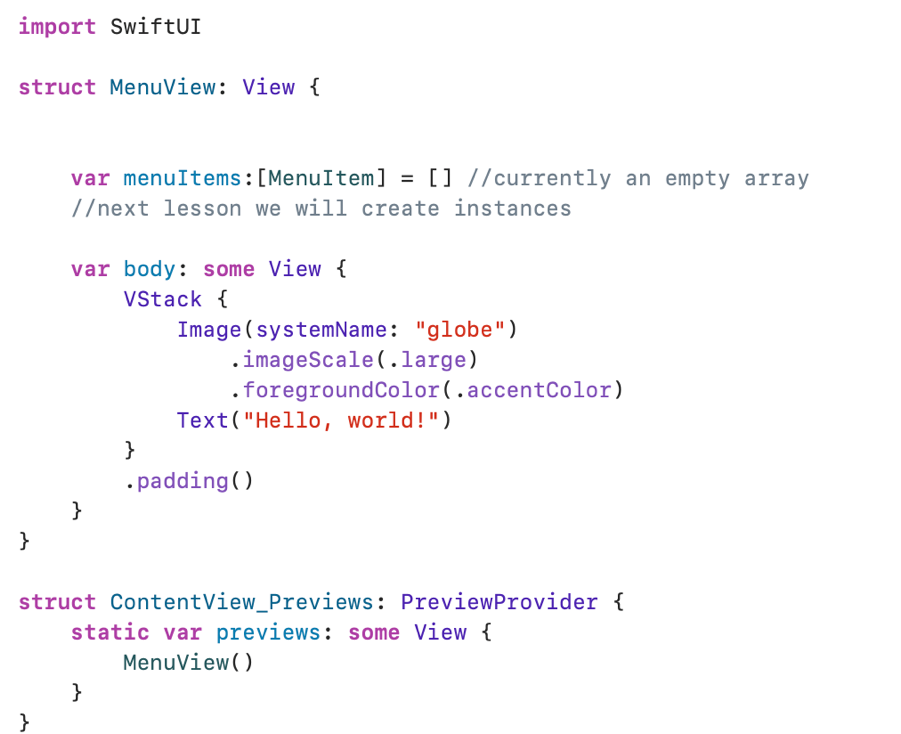 import SwiftUI
struct MenuView: View {
var menuItems:[MenuItem] = [] //currently an empty array
//next lesson we will create instances
var body: some View {
VStack {
Image(systemName: "globe")
.imageScale(.large)
.foregroundColor(.accentColor)
Text("Hello, world!")
}
.padding()
}
}
struct ContentView_Previews: PreviewProvider {
static var previews: some View {
MenuView()
}
}